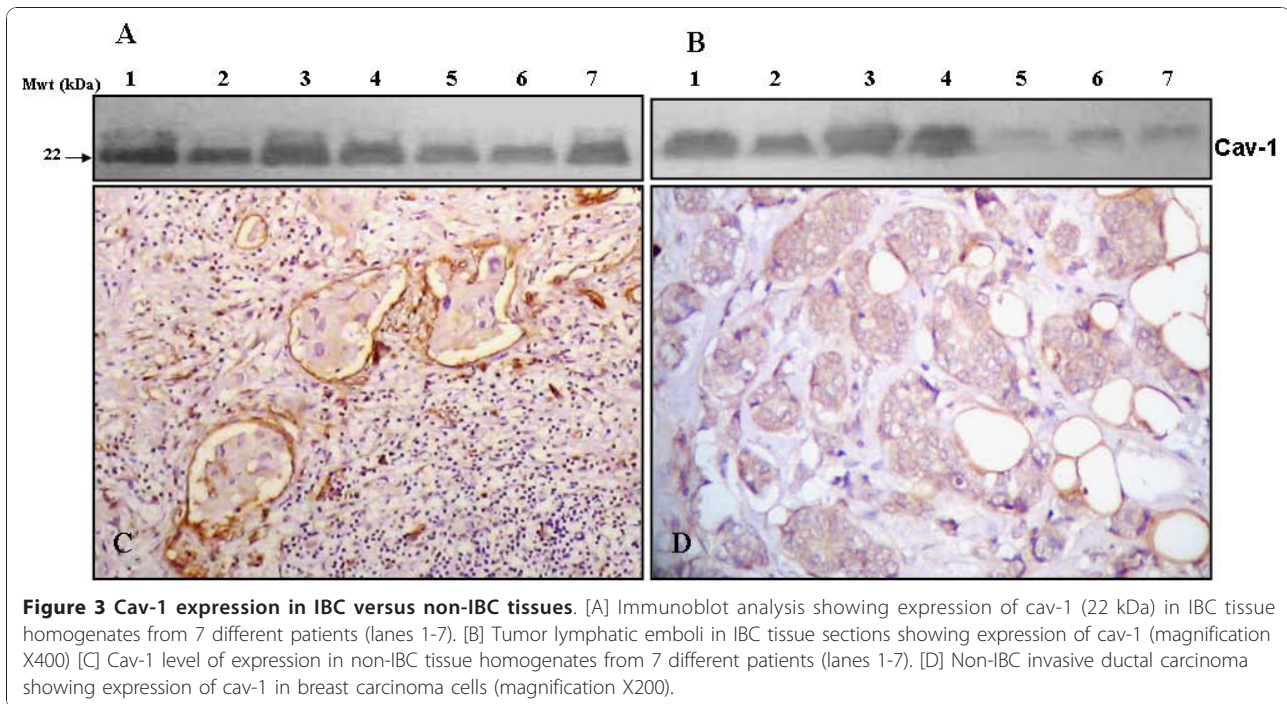 A
B
Mwt (kDa) 1 2 3 4 5 6 7
1 2 3 4 5 6 7
22
Cav-1
C
D
Figure 3 Cav-1 expression in IBC versus non-IBC tissues. [A] Immunoblot analysis showing expression of cav-1 (22 kDa) in IBC tissue
homogenates from 7 different patients (lanes 1-7). [B] Tumor lymphatic emboli in IBC tissue sections showing expression of cav-1 (magnification
X400) [C] Cav-1 level of expression in non-IBC tissue homogenates from 7 different patients (lanes 1-7). [D] Non-IBC invasive ductal carcinoma
showing expression of cav-1 in breast carcinoma cells (magnification X200).